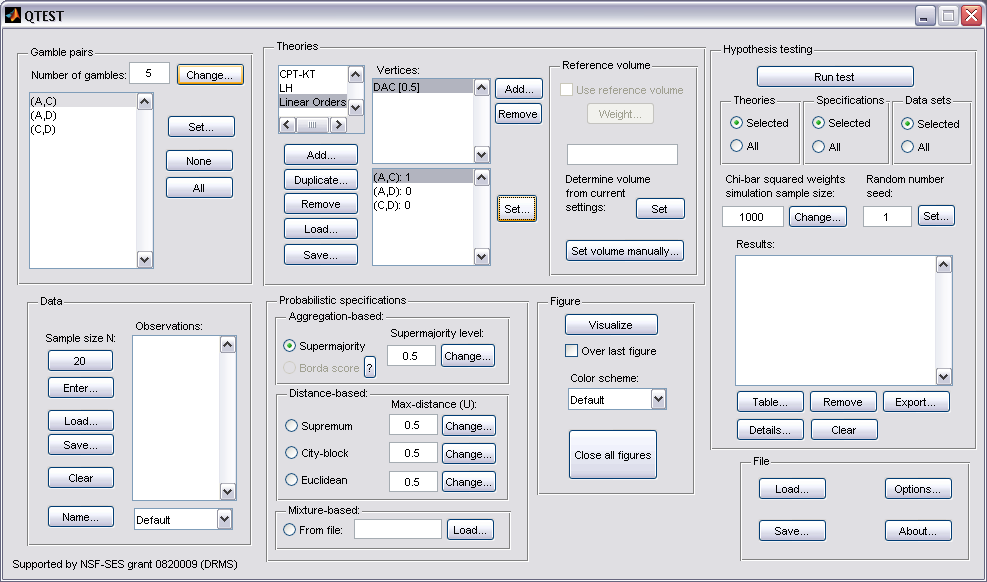 QTEST
Gamble pairs
Number of gambles: 5 Change...
(A,C)
(A,D)
(C,D)
Set...
None
All
Theories
CPT-KT
LH
Linear Orders
Add...
Duplicate...
Remove
Load...
Save...
Vertices:
DAC [0.5]
Add...
Remove
(A,C): 1
(A,D): 0
(C,D): 0
Set...
Reference volume
Use reference volume
Weight...
Determine volume
from current
settings:
Set
Set volume manually...
Hypothesis testing
Run test
Theories
Selected
All
Specifications
Selected
All
Data sets
Selected
All
Chi-bar squared weights
simulation sample size:
1000 Change...
Random number
seed:
1 Set...
Results:
Table... Remove Export...
Details... Clear
Data
Sample size N:
20
Enter...
Load...
Save...
Clear
Name...
Observations:
Default
Probabilistic specifications
Aggregation-based:
Supermajority
Borda score ?
Supermajority level:
0.5 Change...
Distance-based:
Max-distance (U):
Supremum 0.5 Change...
City-block 0.5 Change...
Euclidean 0.5 Change...
Mixture-based:
From file: Load...
Figure
Visualize
Over last figure
Color scheme:
Default
Close all figures
File
Load... Options...
Save... About...
Supported by NSF-SES grant 0820009 (DRMS)